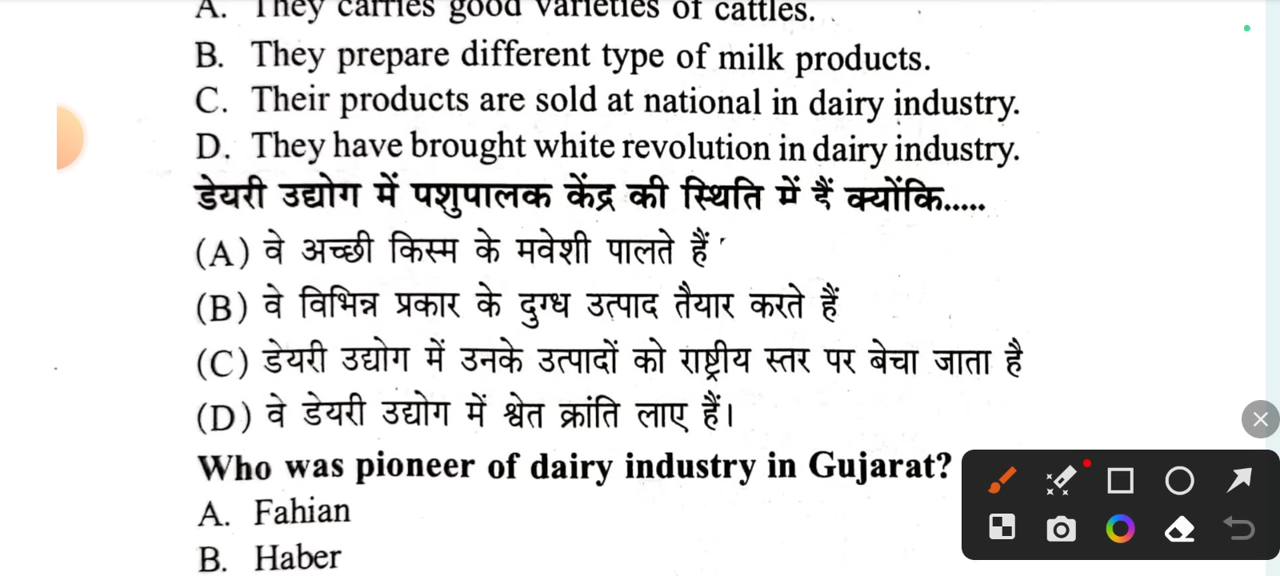 A. They carries good varieties of cattles.
B. They prepare different type of milk products.
C. Their products are sold at national in dairy industry.
D. They have brought white revolution in dairy industry.
डेयरी उद्योग में पशुपालक केंद्र की स्थिति में हैं क्योंकि.....
(A) वे अच्छी किस्म के मवेशी पालते हैं
(B) वे विभिन्न प्रकार के दुग्ध उत्पाद तैयार करते हैं
(C) डेयरी उद्योग में उनके उत्पादों को राष्ट्रीय स्तर पर बेचा जाता है
(D) वे डेयरी उद्योग में श्वेत क्रांति लाए हैं।
Who was pioneer of dairy industry in Gujarat?
A. Fahian
B. Haber